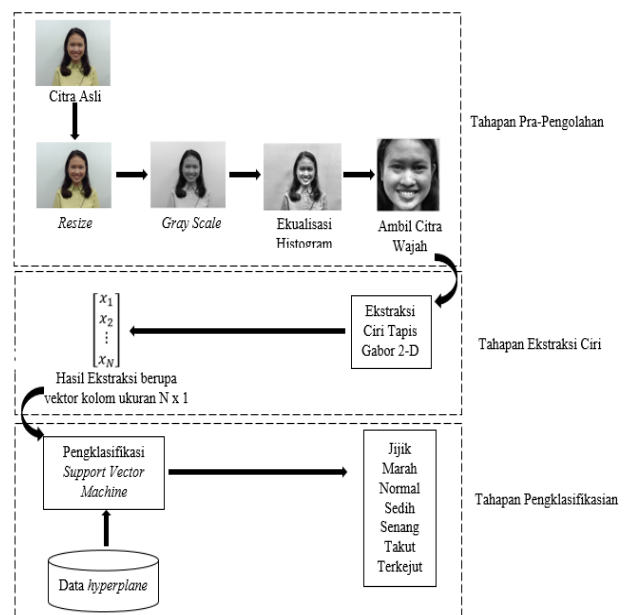 Citra Asli
Tahapan Pra-Pengolahan
Resize
Gray Scale
Ekualisasi
Histogram
Ambil Citra
Wajah
x₁
x₂
⋮
x_N
Hasil Ekstraksi berupa
vektor kolom ukuran N x 1
Ekstraksi
Ciri Tapis
Gabor 2-D
Tahapan Ekstraksi Ciri
Pengklasifikasi
Support Vector
Machine
Data hyperplane
Jijik
Marah
Normal
Sedih
Senang
Takut
Terkejut
Tahapan Pengklasifikasian